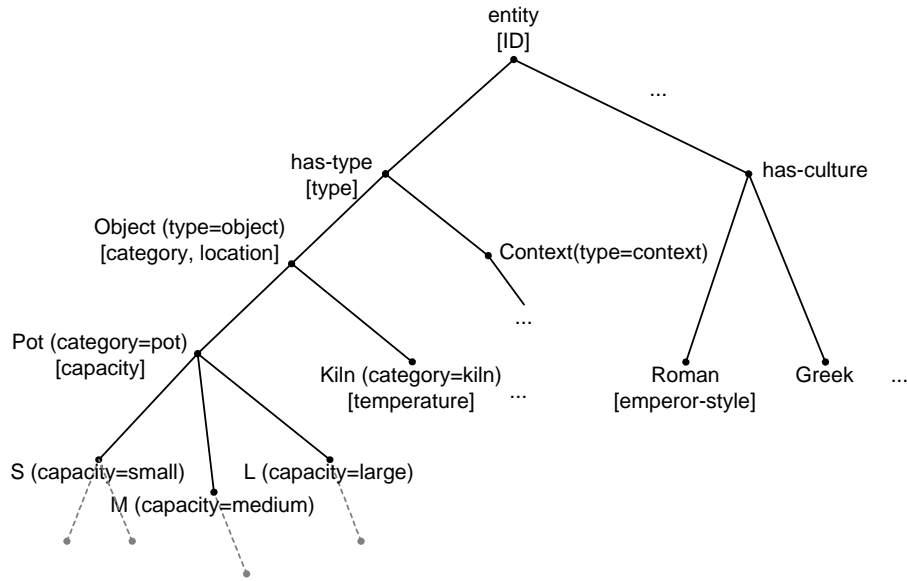 entity
[ID]
...
has-type
[type]
has-culture
Object (type=object)
[category, location]
Context(type=context)
...
Pot (category=pot)
[capacity]
Kiln (category=kiln)
[temperature]
...
Roman
[emperor-style]
Greek
...
S (capacity=small)
L (capacity=large)
M (capacity=medium)